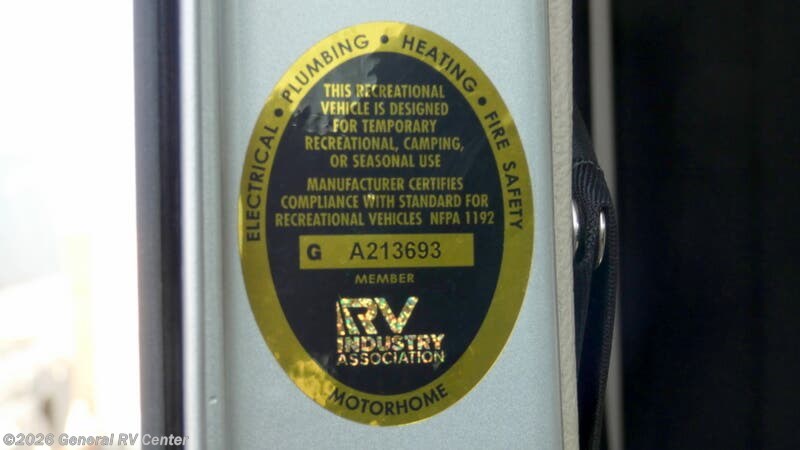 ELECTRICAL • PLUMBING • HEATING • FIRE SAFETY
THIS RECREATIONAL
VEHICLE IS DESIGNED
FOR TEMPORARY
RECREATIONAL, CAMPING,
OR SEASONAL USE
MANUFACTURER CERTIFIES
COMPLIANCE WITH STANDARD FOR
RECREATIONAL VEHICLES NFPA 1192
G A213693
MEMBER
RV
INDUSTRY
ASSOCIATION
MOTORHOME
©2026 General RV Center